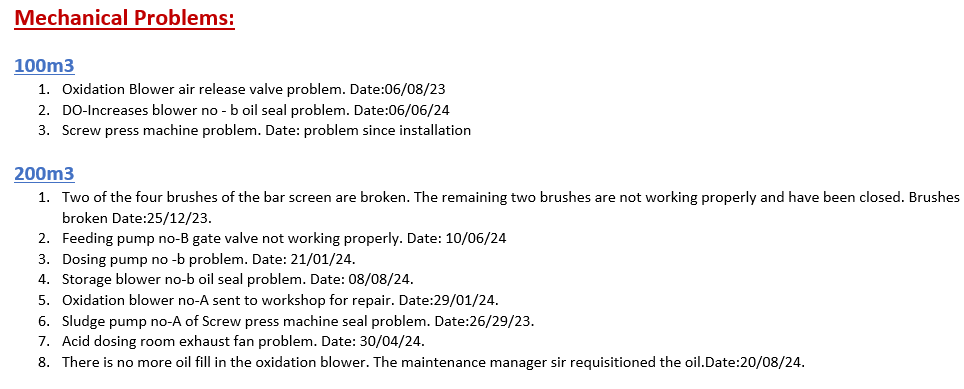 Mechanical Problems:
100m3
1. Oxidation Blower air release valve problem. Date:06/08/23
2. DO-Increases blower no - b oil seal problem. Date:06/06/24
3. Screw press machine problem. Date: problem since installation
200m3
1. Two of the four brushes of the bar screen are broken. The remaining two brushes are not working properly and have been closed. Brushes
broken Date:25/12/23.
2. Feeding pump no-B gate valve not working properly. Date: 10/06/24
3. Dosing pump no -b problem. Date: 21/01/24.
4. Storage blower no-b oil seal problem. Date: 08/08/24.
5. Oxidation blower no-A sent to workshop for repair. Date:29/01/24.
6. Sludge pump no-A of Screw press machine seal problem. Date:26/29/23.
7. Acid dosing room exhaust fan problem. Date: 30/04/24.
8. There is no more oil fill in the oxidation blower. The maintenance manager sir requisitioned the oil.Date:20/08/24.